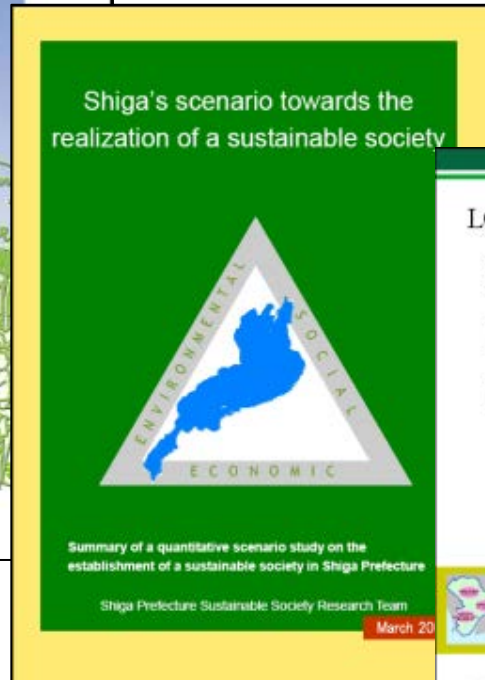 Shiga's scenario towards the
realization of a sustainable society
ENVIRONMENTAL
SOCIAL
ECONOMIC
Summary of a quantitative scenario study on the
establishment of a sustainable society in Shiga Prefecture
Shiga Prefecture Sustainable Society Research Team
March 20